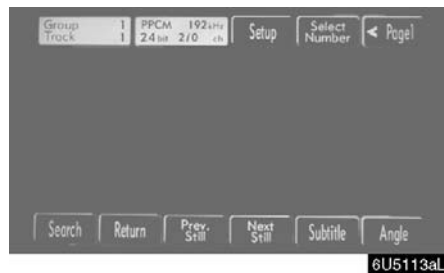 Group 1 PPCM 192kHz Setup Select Number < Page1
Track 1 24bit 2/0 ch
Search Return Prev. Still Next Still Subtitle Angle
6U5113aL